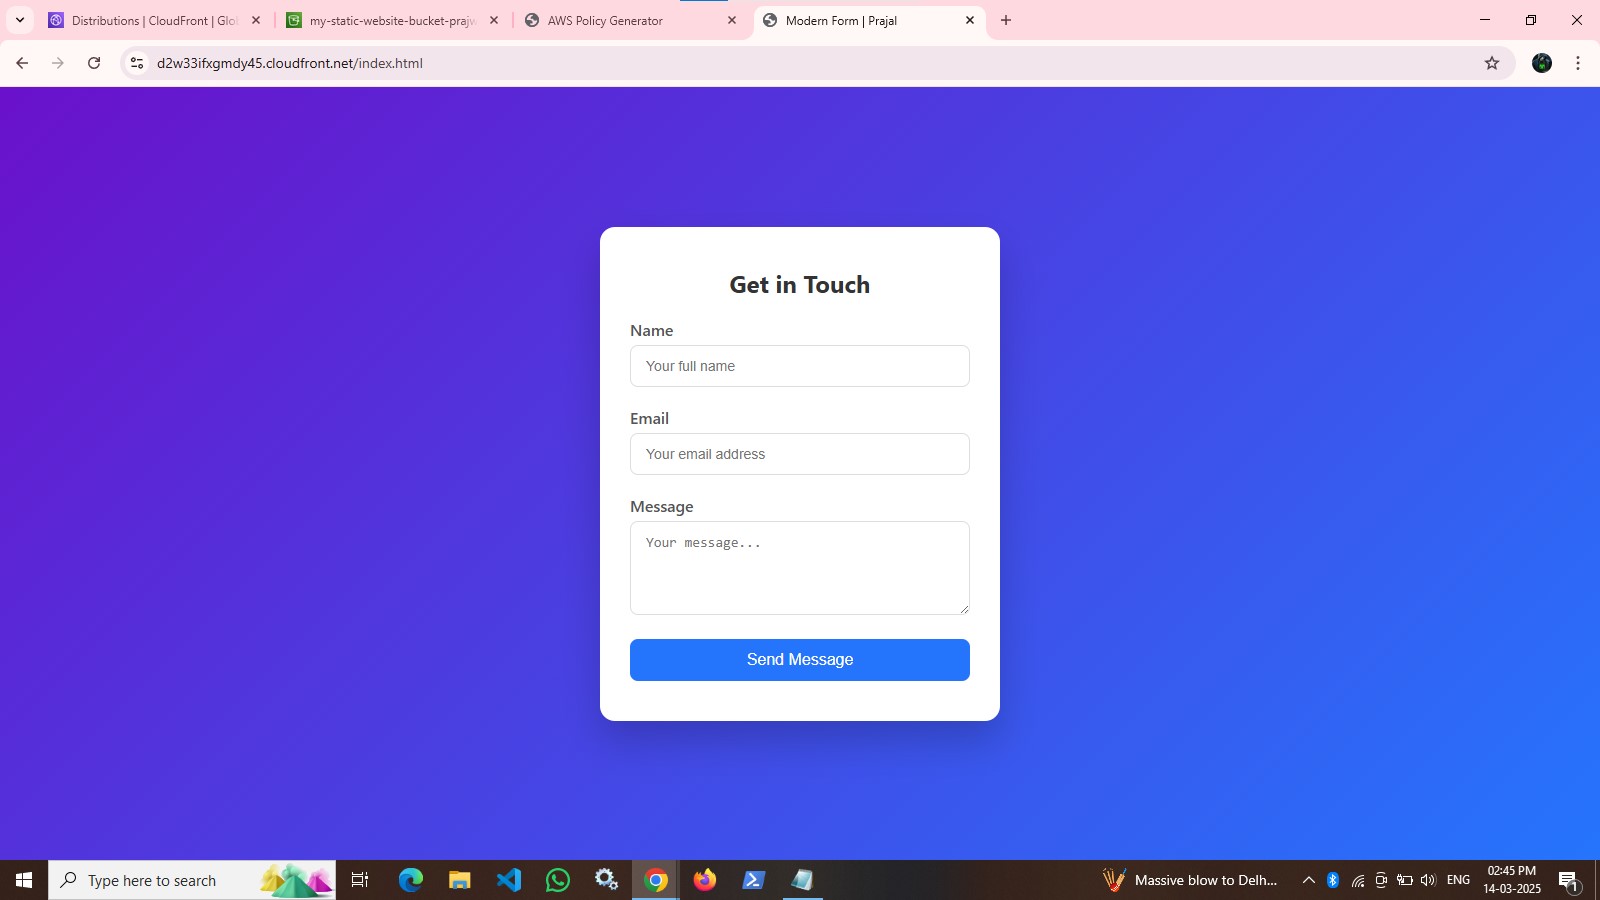 Distributions | CloudFront | Glo
my-static-website-bucket-prajw
AWS Policy Generator
Modern Form | Prajal
d2w33ifxgmdy45.cloudfront.net/index.html
Get in Touch
Name
Your full name
Email
Your email address
Message
Your message...
Send Message
Type here to search
Massive blow to Delh...
ENG
02:45 PM
14-03-2025
1